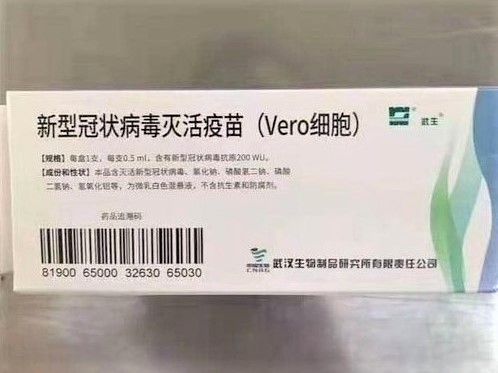 新型冠状病毒灭活疫苗（Vero细胞）
武生
【规格】每盒1支，每支0.5 ml，含有新型冠状病毒抗原200 WU。
【成份和性状】本品含灭活新型冠状病毒、氯化钠、磷酸氢二钠、磷酸
二氢钠、氢氧化铝等，为微乳白色混悬液，不含抗生素和防腐剂。
药品追溯码
81900 65000 32630 65030
中国生物
CNBG
武汉生物制品研究所有限责任公司